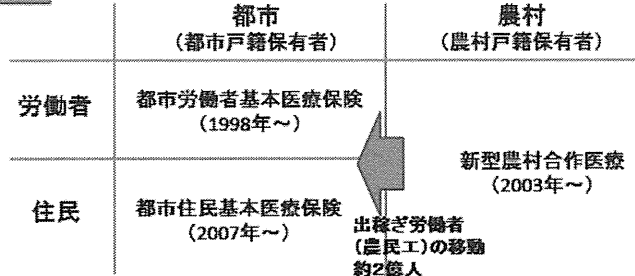 都市
(都市戸籍保有者)
農村
(農村戸籍保有者)
労働者
都市労働者基本医療保険
(1998年～)
新型農村合作医療
(2003年～)
住民
都市住民基本医療保険
(2007年～)
出稼ぎ労働者
(農民工)の移動
約2億人